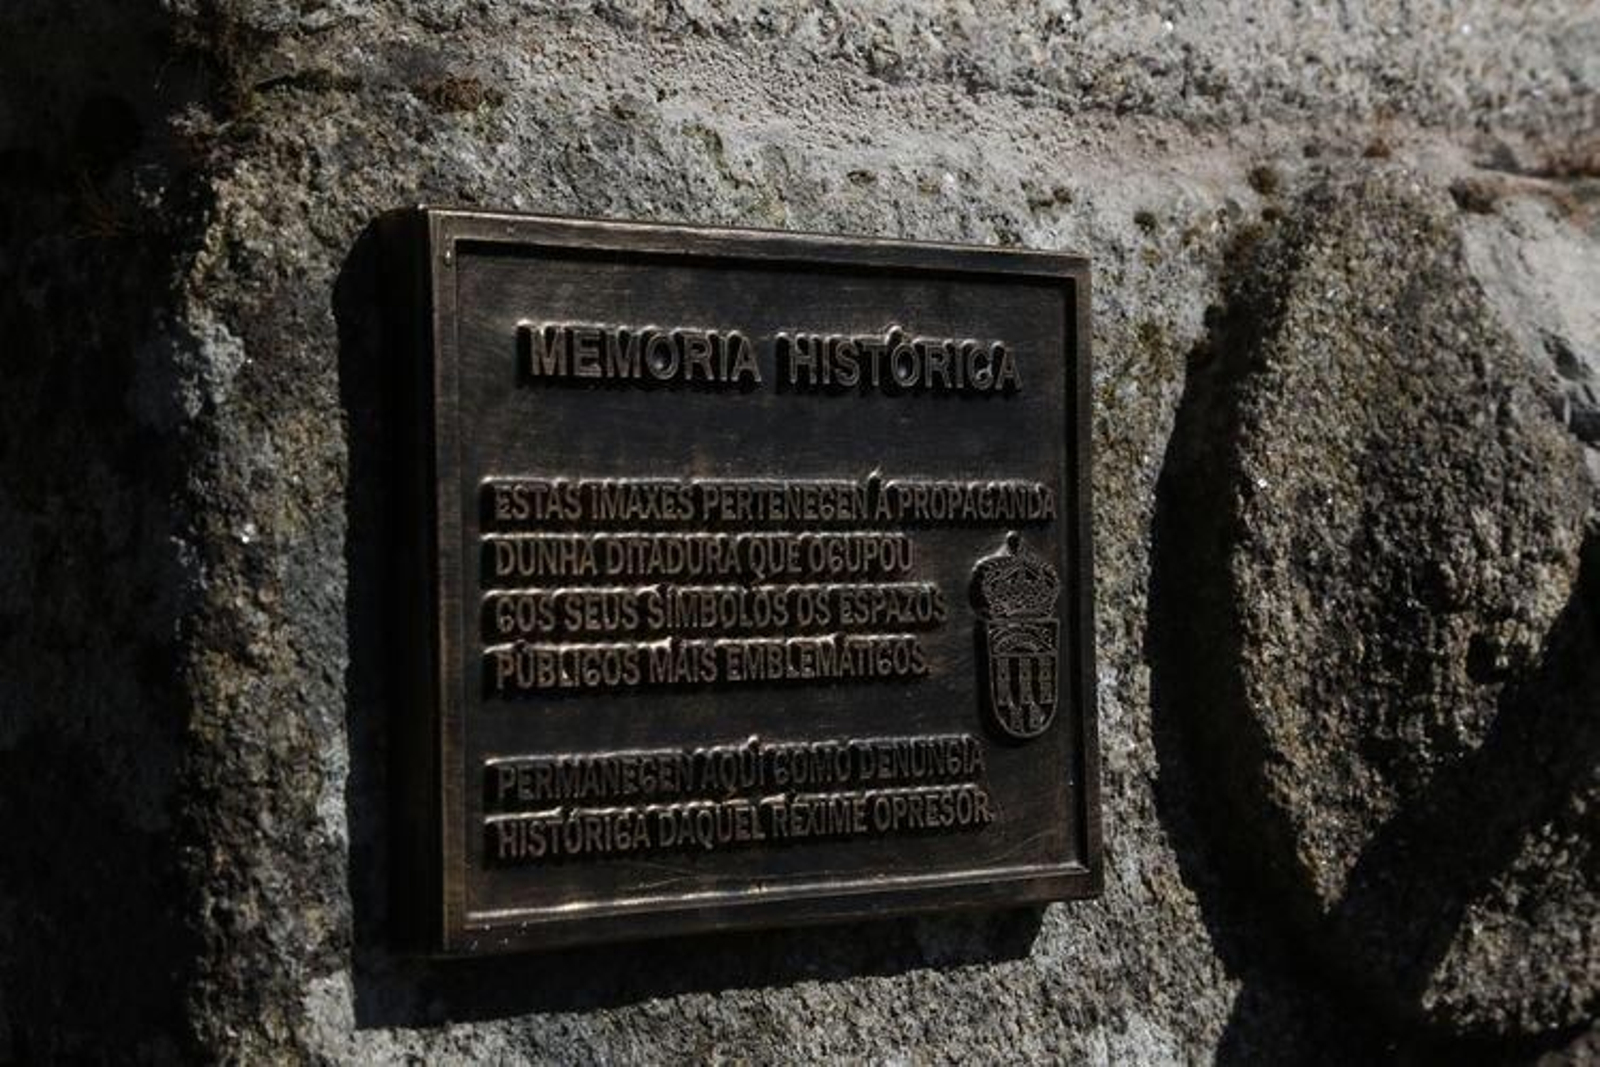 MEMORIA HISTÓRICA
ESTAS IMAXES PERTENECEN Á PROPAGANDA
DUNHA DITADURA QUE OCUPOU
COS SEUS SÍMBOLOS OS ESPAZOS
PÚBLICOS MÁIS EMBLEMÁTICOS.
PERMANECEN AQUÍ COMO DENUNCIA
HISTÓRICA DAQUEL RÉXIME OPRESOR.